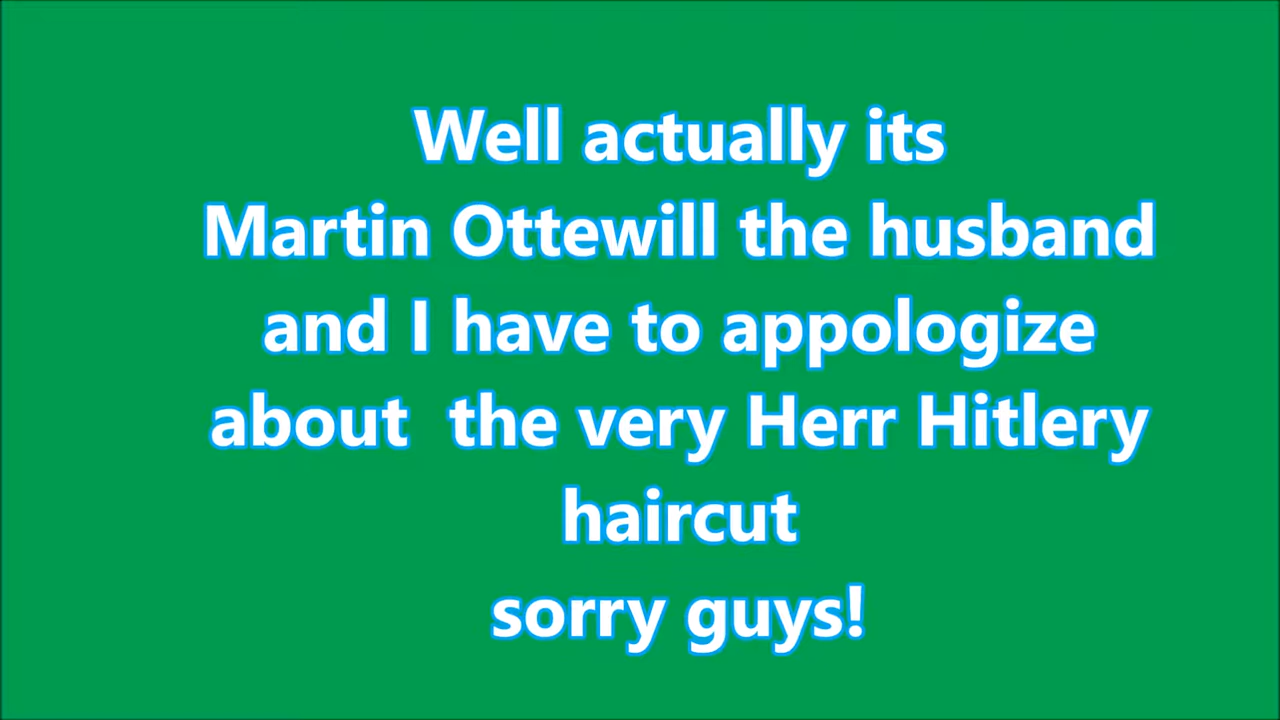 Well actually its
Martin Ottewill the husband
and I have to appologize
about  the very Herr Hitlery
haircut
sorry guys!